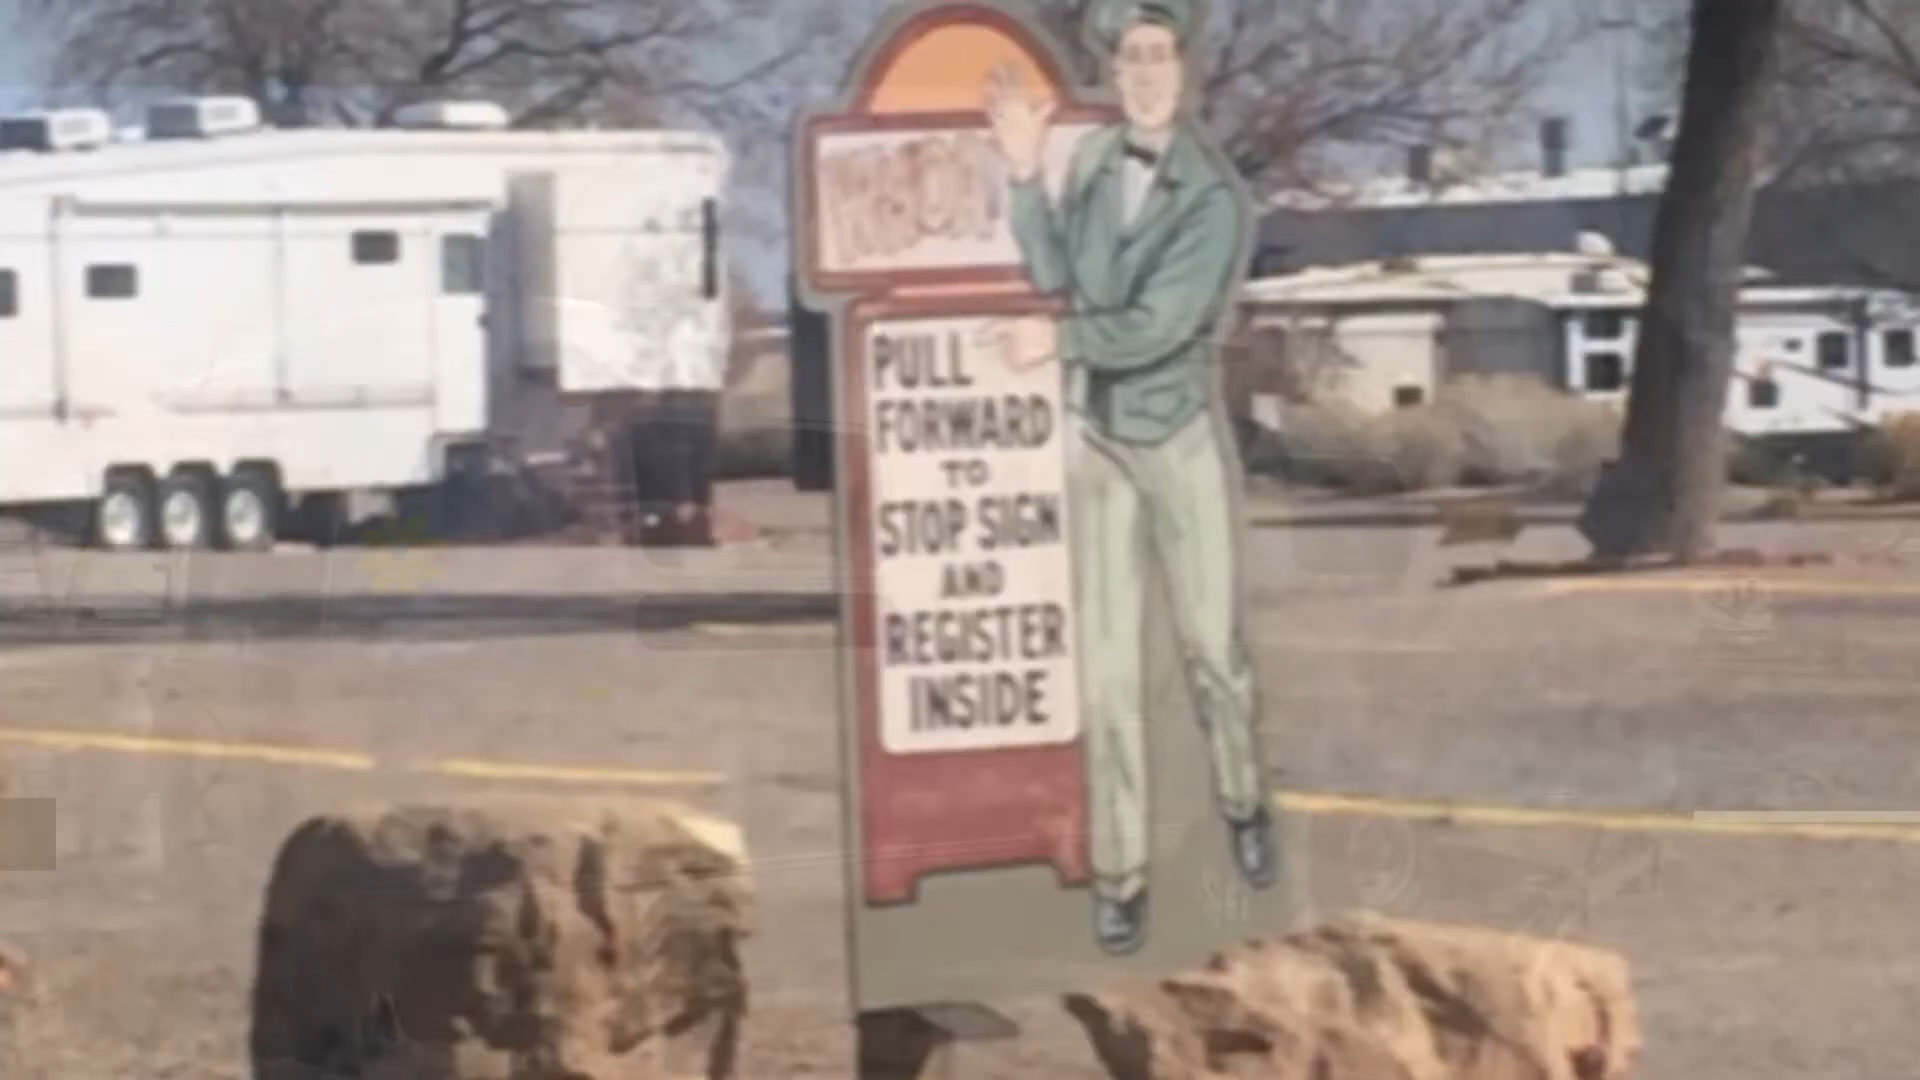 PULL
FORWARD
TO
STOP SIGN
AND
REGISTER
INSIDE